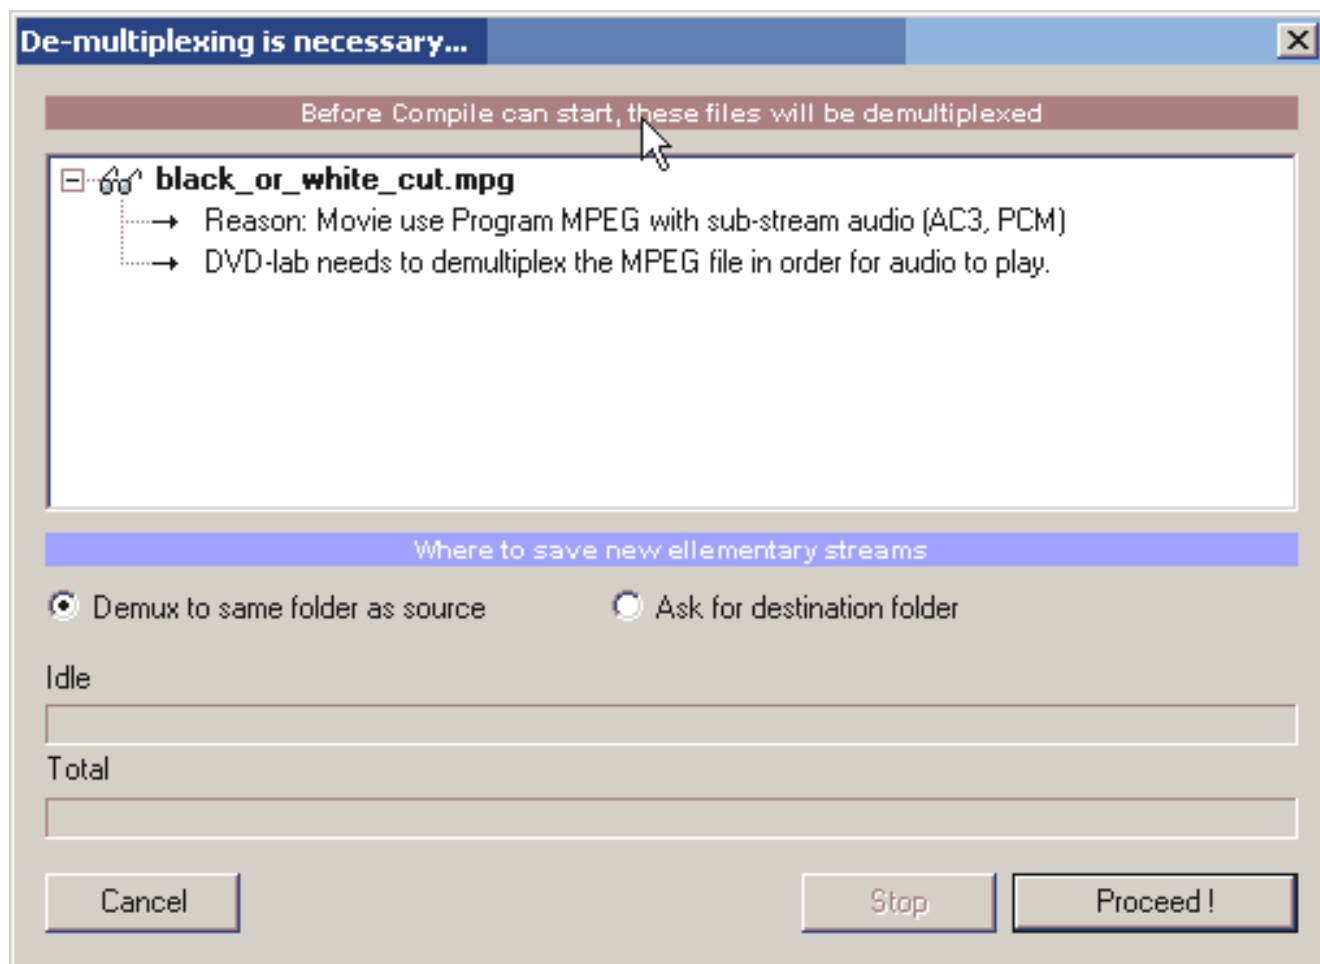 De-multiplexing is necessary...
Before Compile can start, these files will be demultiplexed
black_or_white_cut.mpg
Reason: Movie use Program MPEG with sub-stream audio (AC3, PCM)
DVD-lab needs to demultiplex the MPEG file in order for audio to play.
Where to save new ellementary streams
Demux to same folder as source
Ask for destination folder
Idle
Total
Cancel
Stop
Proceed !